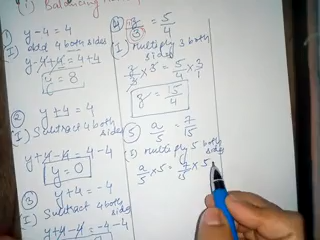 (i) Balancing
① y - 4 = 4
(I) add 4 both sides
y - 4 + 4 = 4 + 4
y = 8
② y + 4 = 4
(I) Subtract 4 both sides
y + 4 - 4 = 4 - 4
y = 0
③ y + 4 = -4
(I) Subtract 4 both
y + 4 - 4 = -4 - 4
④ z/3 = 5/4
(I) Multiply 3 both sides
z/3 × 3 = 5/4 × 3/1
z = 15/4
⑤ a/5 = 7/15
(I) Multiply 5 both sides
a/5 × 5 = 7/15 × 5